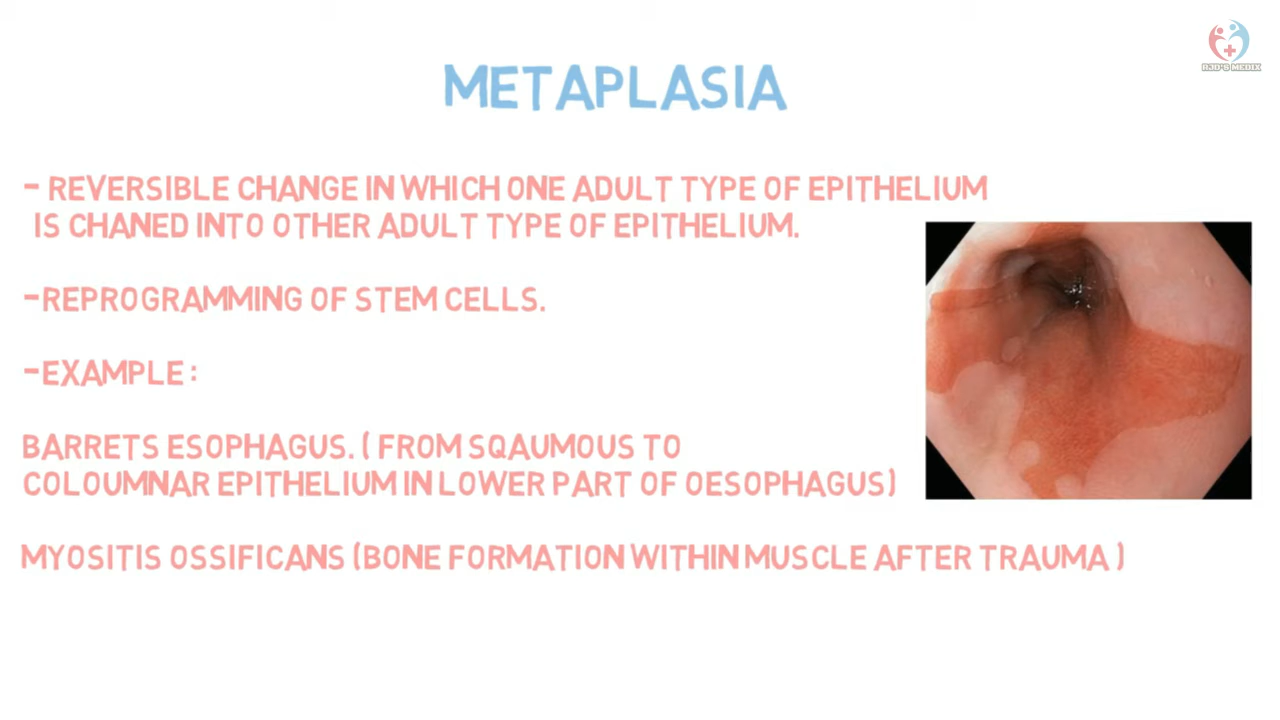 RJD'S MEDIX
METAPLASIA
- REVERSIBLE CHANGE IN WHICH ONE ADULT TYPE OF EPITHELIUM
IS CHANED INTO OTHER ADULT TYPE OF EPITHELIUM.
-REPROGRAMMING OF STEM CELLS.
-EXAMPLE :
BARRETS ESOPHAGUS. ( FROM SQAUMOUS TO
COLOUMNAR EPITHELIUM IN LOWER PART OF OESOPHAGUS)
MYOSITIS OSSIFICANS (BONE FORMATION WITHIN MUSCLE AFTER TRAUMA )